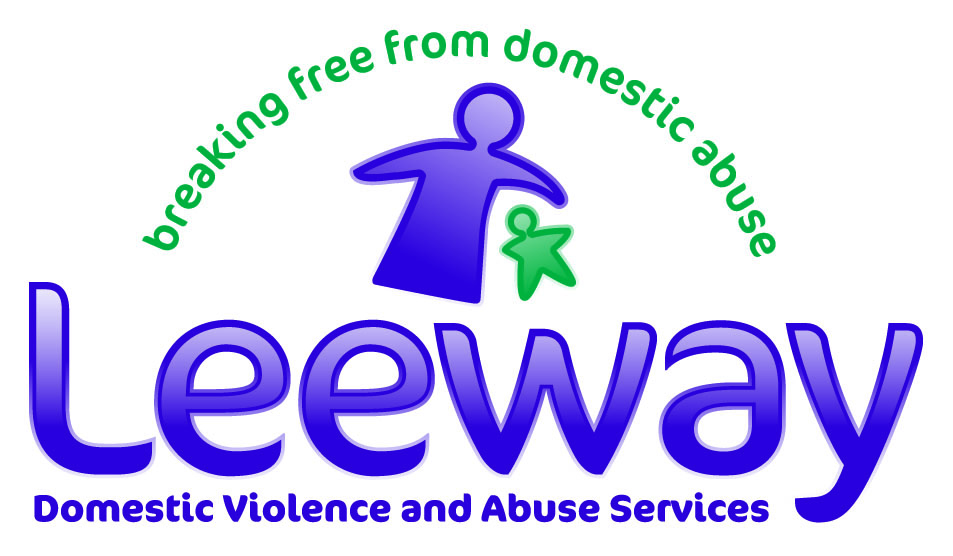 breaking free from domestic abuse
Leeway
Domestic Violence and Abuse Services